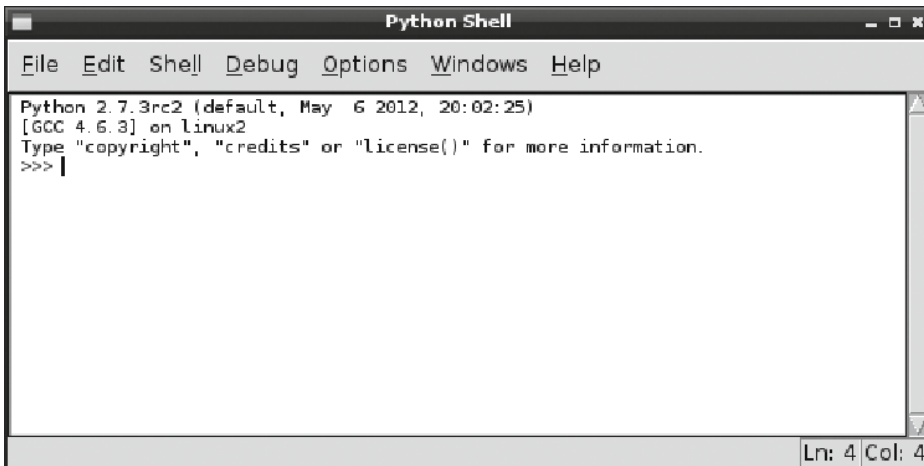 Python Shell
File Edit Shell Debug Options Windows Help
Python 2.7.3rc2 (default, May  6 2012, 20:02:25)
[GCC 4.6.3] on linux2
Type "copyright", "credits" or "license()" for more information.
>>>
Ln: 4 Col: 4